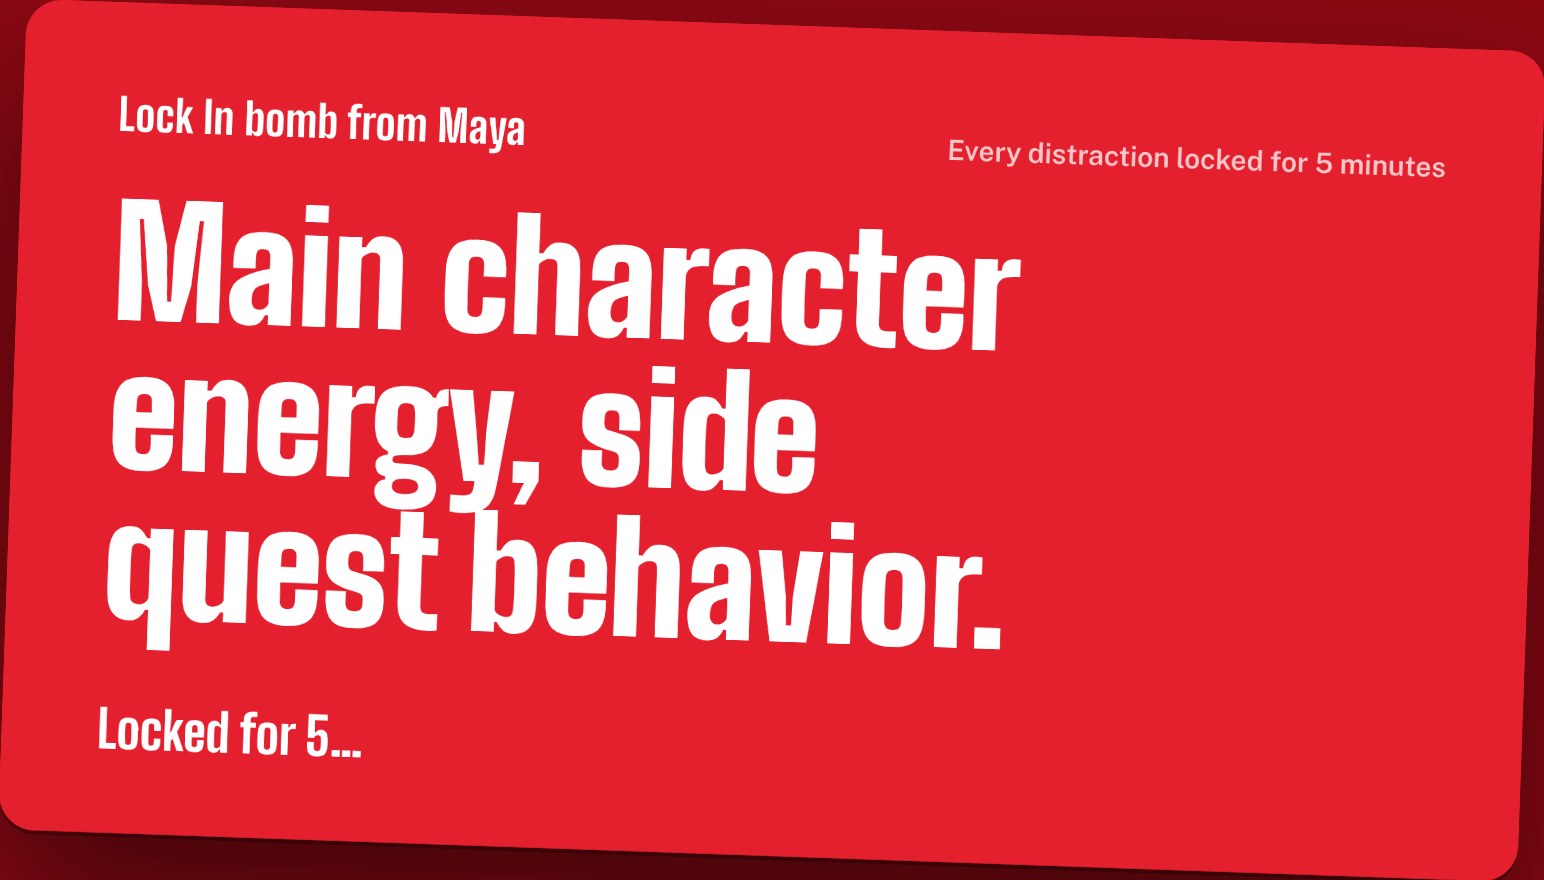 Lock In bomb from Maya
Every distraction locked for 5 minutes
Main character
energy, side
quest behavior.
Locked for 5...